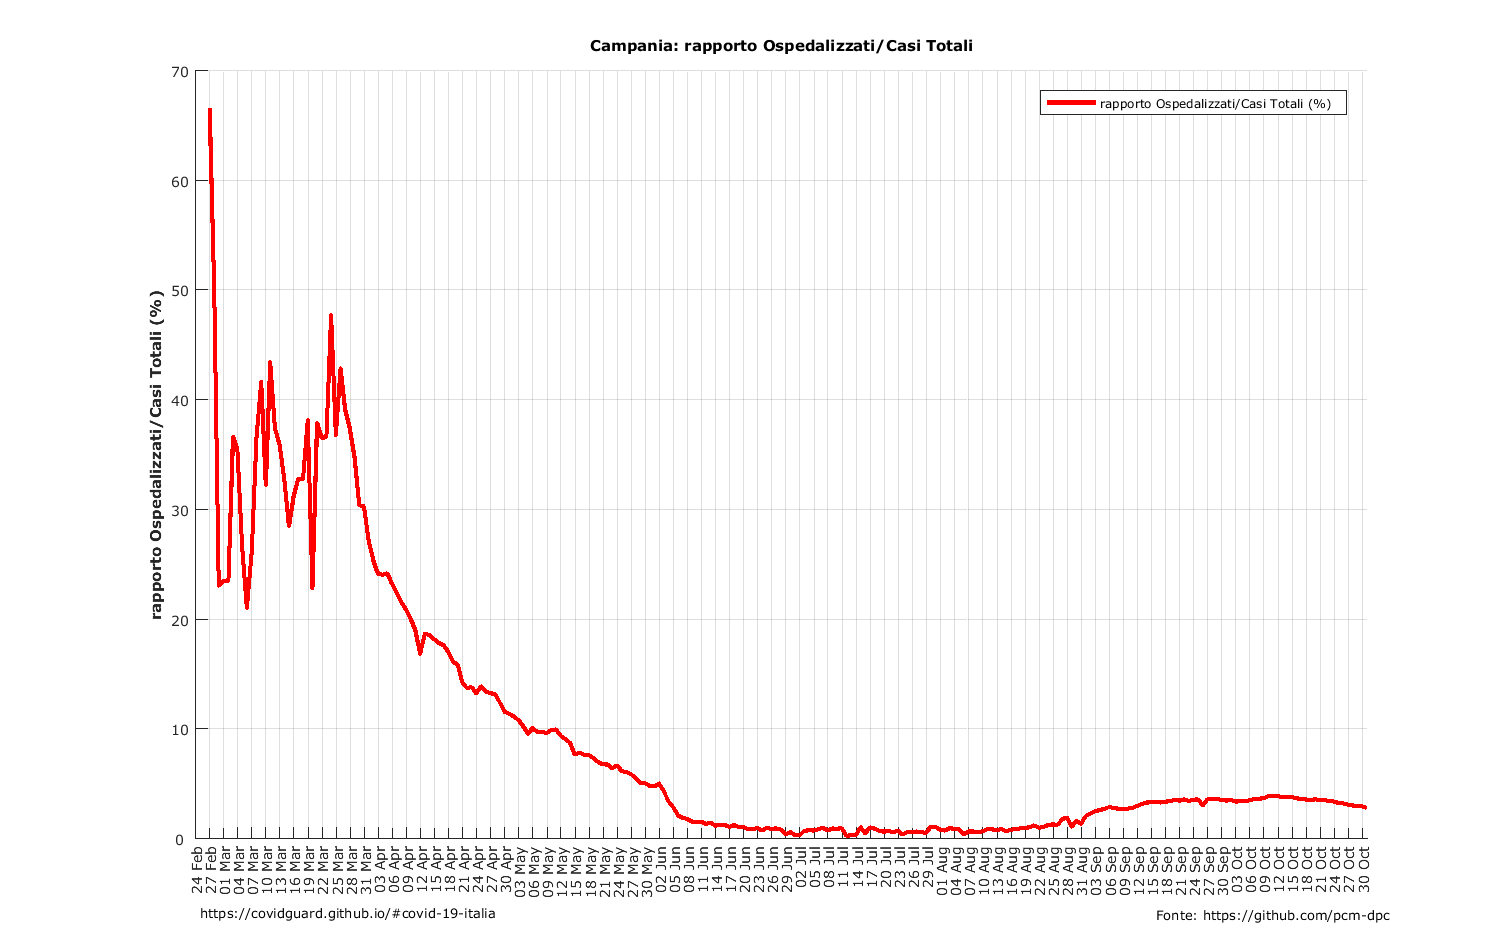 Campania: rapporto Ospedalizzati/Casi Totali
rapporto Ospedalizzati/Casi Totali (%)
rapporto Ospedalizzati/Casi Totali (%)
70
60
50
40
30
20
10
0
24 Feb
27 Feb
01 Mar
04 Mar
07 Mar
10 Mar
13 Mar
16 Mar
19 Mar
22 Mar
25 Mar
28 Mar
31 Mar
03 Apr
06 Apr
09 Apr
12 Apr
15 Apr
18 Apr
21 Apr
24 Apr
27 Apr
30 Apr
03 May
06 May
09 May
12 May
15 May
18 May
21 May
24 May
27 May
30 May
02 Jun
05 Jun
08 Jun
11 Jun
14 Jun
17 Jun
20 Jun
23 Jun
26 Jun
29 Jun
02 Jul
05 Jul
08 Jul
11 Jul
14 Jul
17 Jul
20 Jul
23 Jul
26 Jul
29 Jul
01 Aug
04 Aug
07 Aug
10 Aug
13 Aug
16 Aug
19 Aug
22 Aug
25 Aug
28 Aug
31 Aug
03 Sep
06 Sep
09 Sep
12 Sep
15 Sep
18 Sep
21 Sep
24 Sep
27 Sep
30 Sep
03 Oct
06 Oct
09 Oct
12 Oct
15 Oct
18 Oct
21 Oct
24 Oct
27 Oct
30 Oct
https://covidguard.github.io/#covid-19-italia
Fonte: https://github.com/pcm-dpc